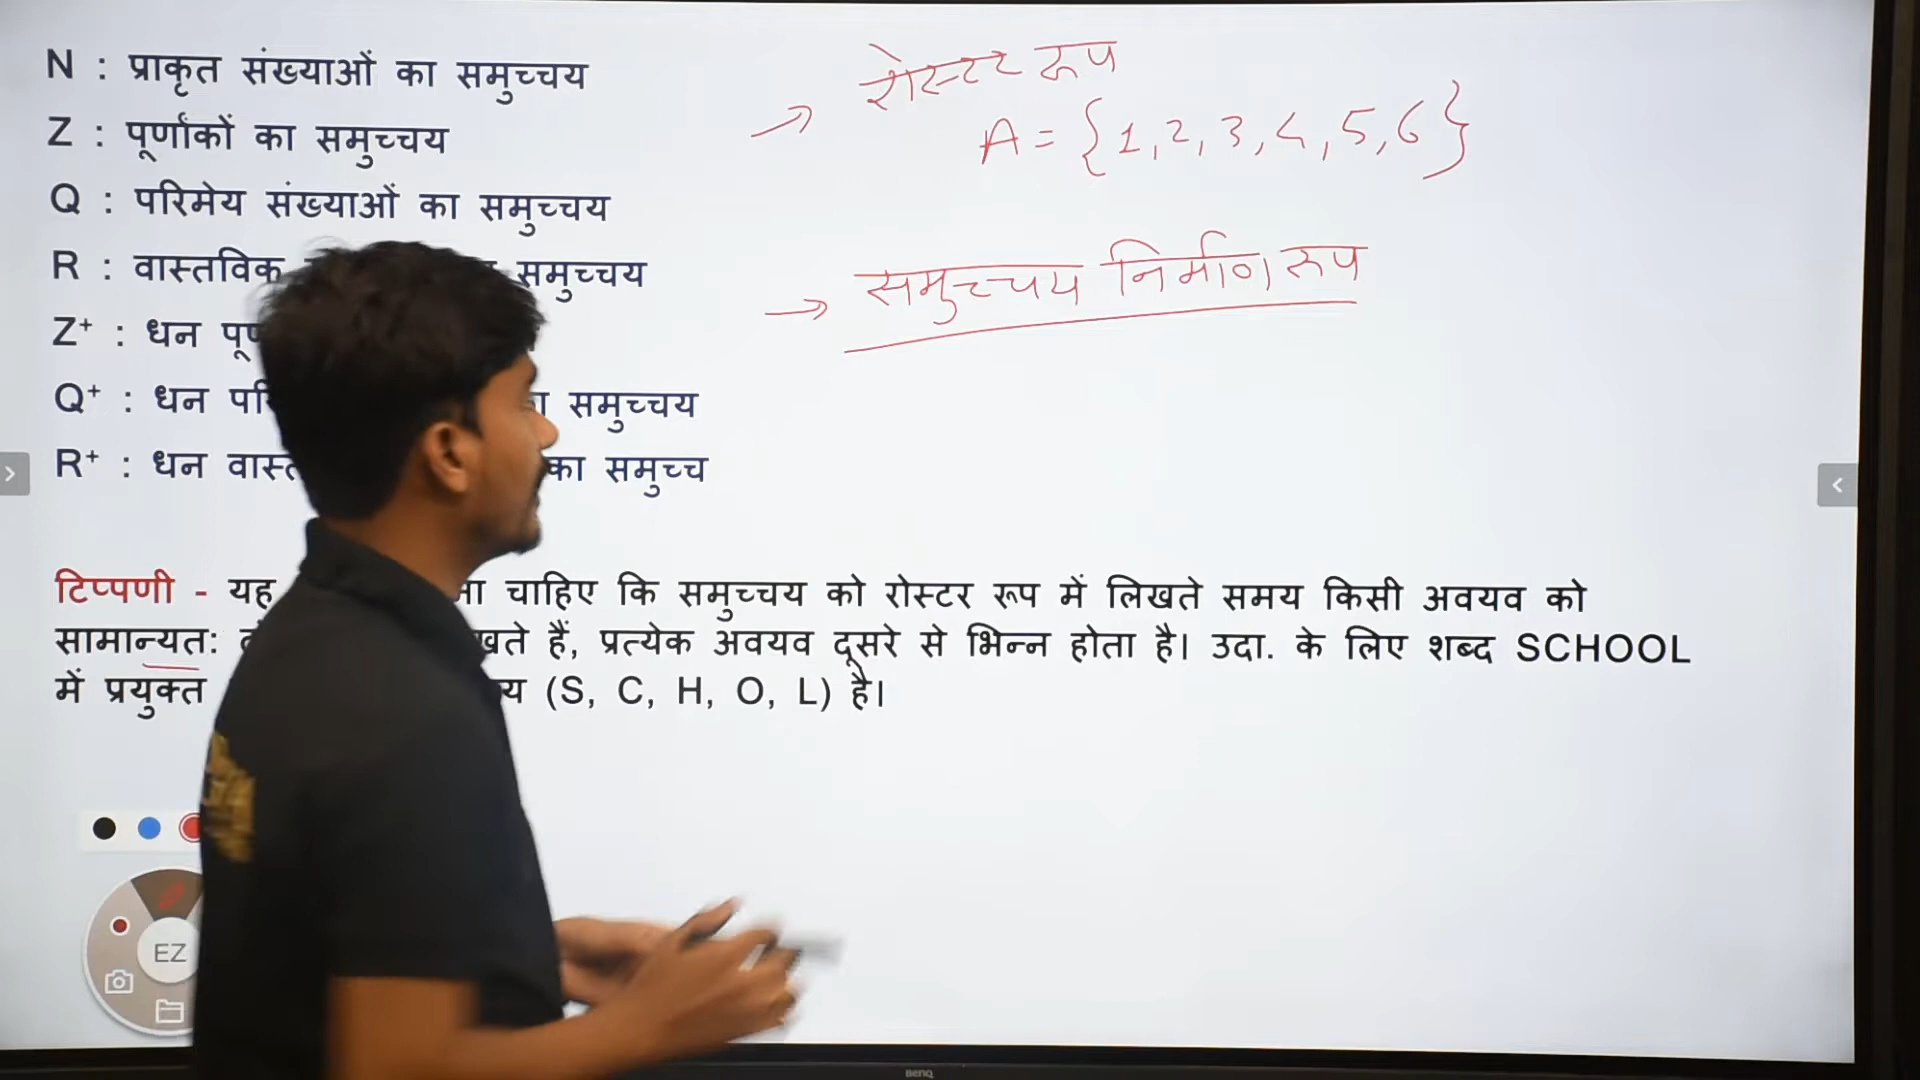 N : प्राकृत संख्याओं का समुच्चय
Z : पूर्णांकों का समुच्चय
Q : परिमेय संख्याओं का समुच्चय
R : वास्तविक समुच्चय
Z⁺ : धन
Q⁺ : धन समुच्चय
R⁺ : धन का समुच्च
रोस्टर रूप
→ A = {1, 2, 3, 4, 5, 6}
→ समुच्चय निर्माण रूप
टिप्पणी - यह चाहिए कि समुच्चय को रोस्टर रूप में लिखते समय किसी अवयव को
सामान्यत: हैं, प्रत्येक अवयव दूसरे से भिन्न होता है। उदा. के लिए शब्द SCHOOL
में प्रयुक्त (S, C, H, O, L) है।
EZ
BenQ